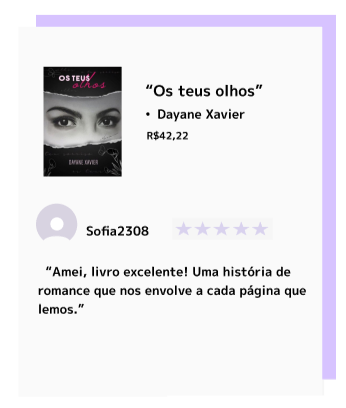 OS TEUS
olhos
DAYANE XAVIER
“Os teus olhos”
• Dayane Xavier
R$42,22
Sofia2308
“Amei, livro excelente! Uma história de
romance que nos envolve a cada página que
lemos.”